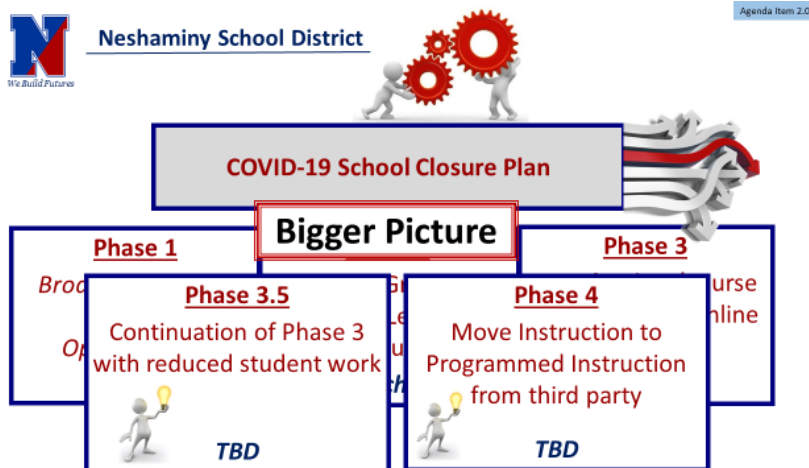 Agenda Item 2.0
Neshaminy School District
We Build Futures
COVID-19 School Closure Plan
Bigger Picture
Phase 1
Phase 3
Phase 3.5
Continuation of Phase 3
with reduced student work
TBD
Phase 4
Move Instruction to
Programmed Instruction
from third party
TBD